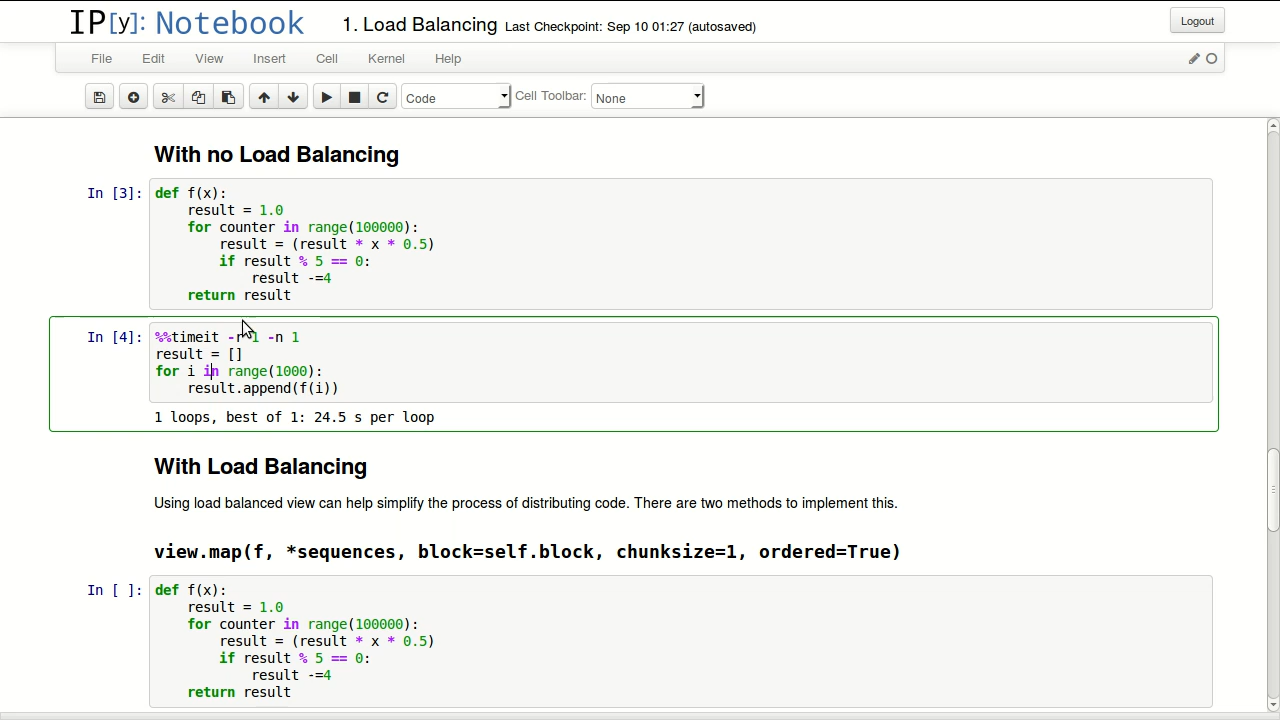 IP[y]: Notebook 1. Load Balancing Last Checkpoint: Sep 10 01:27 (autosaved) Logout
File Edit View Insert Cell Kernel Help
Code Cell Toolbar: None
With no Load Balancing
In [3]: def f(x):
    result = 1.0
    for counter in range(100000):
        result = (result * x * 0.5)
        if result % 5 == 0:
            result -=4
    return result
In [4]: %%timeit -r 1 -n 1
result = []
for i in range(1000):
    result.append(f(i))
1 loops, best of 1: 24.5 s per loop
With Load Balancing
Using load balanced view can help simplify the process of distributing code. There are two methods to implement this.
view.map(f, *sequences, block=self.block, chunksize=1, ordered=True)
In [ ]: def f(x):
    result = 1.0
    for counter in range(100000):
        result = (result * x * 0.5)
        if result % 5 == 0:
            result -=4
    return result